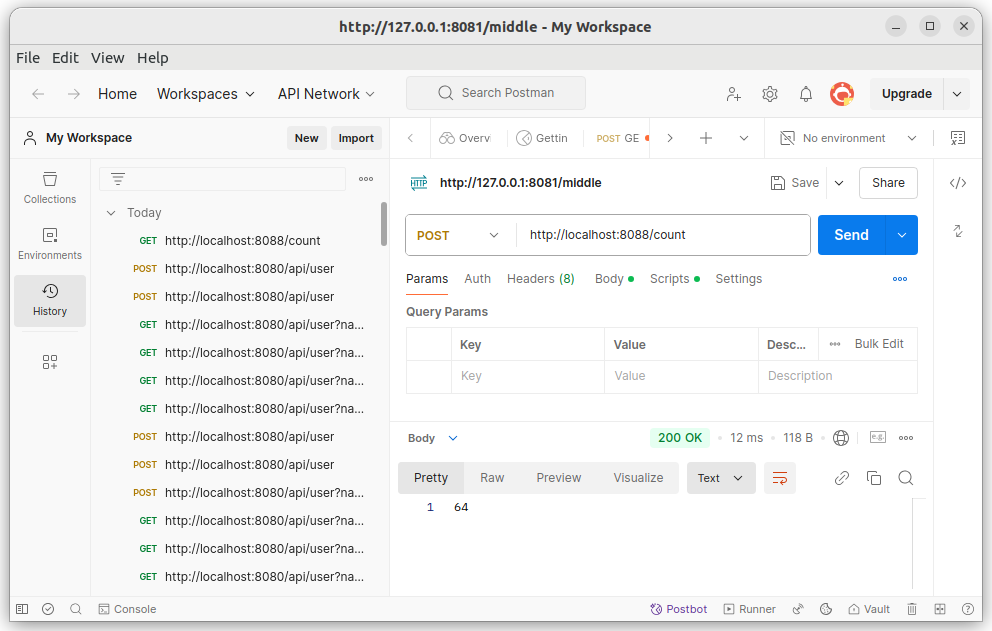 http://127.0.0.1:8081/middle - My Workspace
File Edit View Help
Home Workspaces API Network Search Postman Upgrade
My Workspace New Import Overv Gettin POST GE No environment
Collections
Environments
History
Today
GET http://localhost:8088/count
POST http://localhost:8080/api/user
POST http://localhost:8080/api/user
GET http://localhost:8080/api/user?na...
GET http://localhost:8080/api/user?na...
GET http://localhost:8080/api/user?na...
GET http://localhost:8080/api/user?na...
POST http://localhost:8080/api/user
POST http://localhost:8080/api/user
POST http://localhost:8080/api/user?na...
GET http://localhost:8080/api/user?na...
GET http://localhost:8080/api/user?na...
GET http://localhost:8080/api/user?na...
HTTP http://127.0.0.1:8081/middle Save Share
POST http://localhost:8088/count Send
Params Auth Headers (8) Body Scripts Settings
Query Params
Key Value Desc... Bulk Edit
Key Value Description
Body 200 OK 12 ms 118 B e.g.
Pretty Raw Preview Visualize Text
1 64
Console Postbot Runner Vault